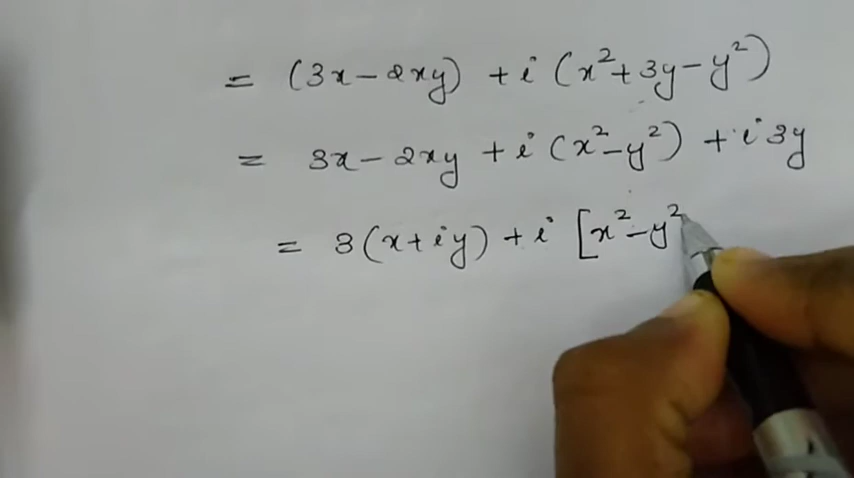 = (3x - 2xy) + i (x² + 3y - y²)
= 3x - 2xy + i (x² - y²) + i 3y
= 3(x + iy) + i [x² - y²